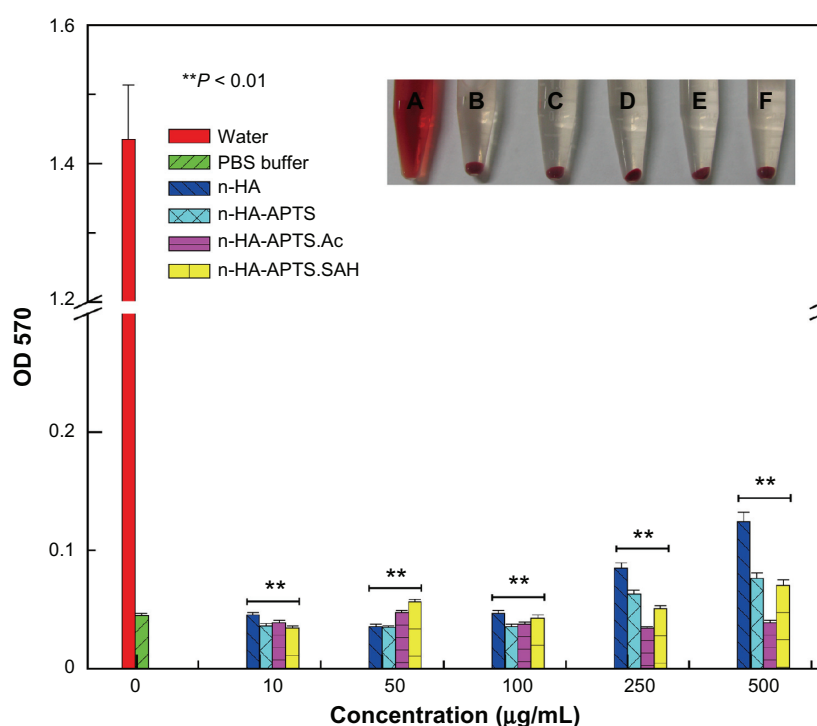 1.6
**P < 0.01
A B C D E F
Water
1.4
PBS buffer
n-HA
n-HA-APTS
n-HA-APTS.Ac
n-HA-APTS.SAH
1.2
OD 570
0.2
**
**
0.1
**
**
**
0
0 10 50 100 250 500
Concentration (µg/mL)